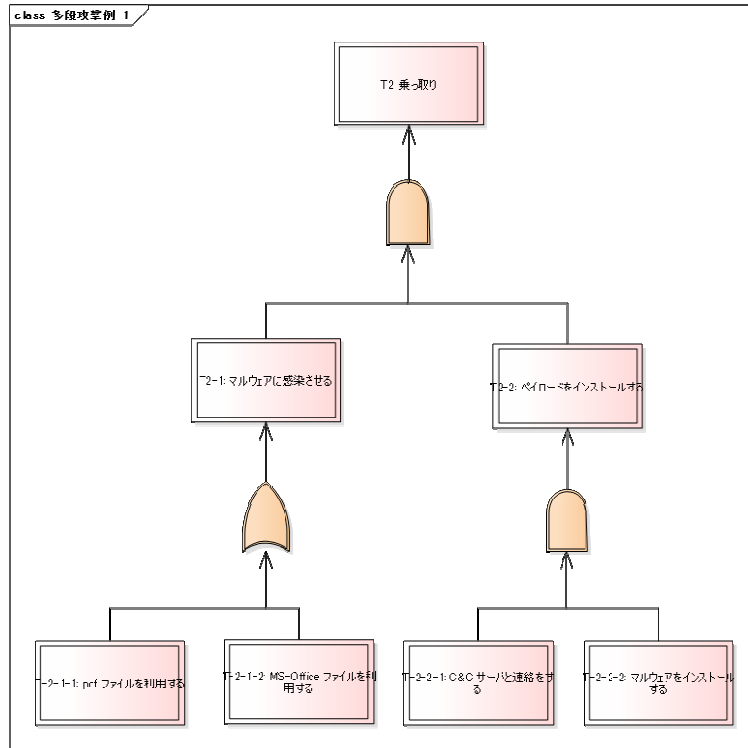 class 多段攻撃例 1
T2 乗っ取り
T2-1: マルウェアに感染させる
T2-2: ペイロードをインストールする
T-2-1-1: pdf ファイルを利用する
T-2-1-2: MS-Office ファイルを利
用する
T-2-2-1: C&C サーバと連絡をす
る
T-2-2-2: マルウェアをインストール
する